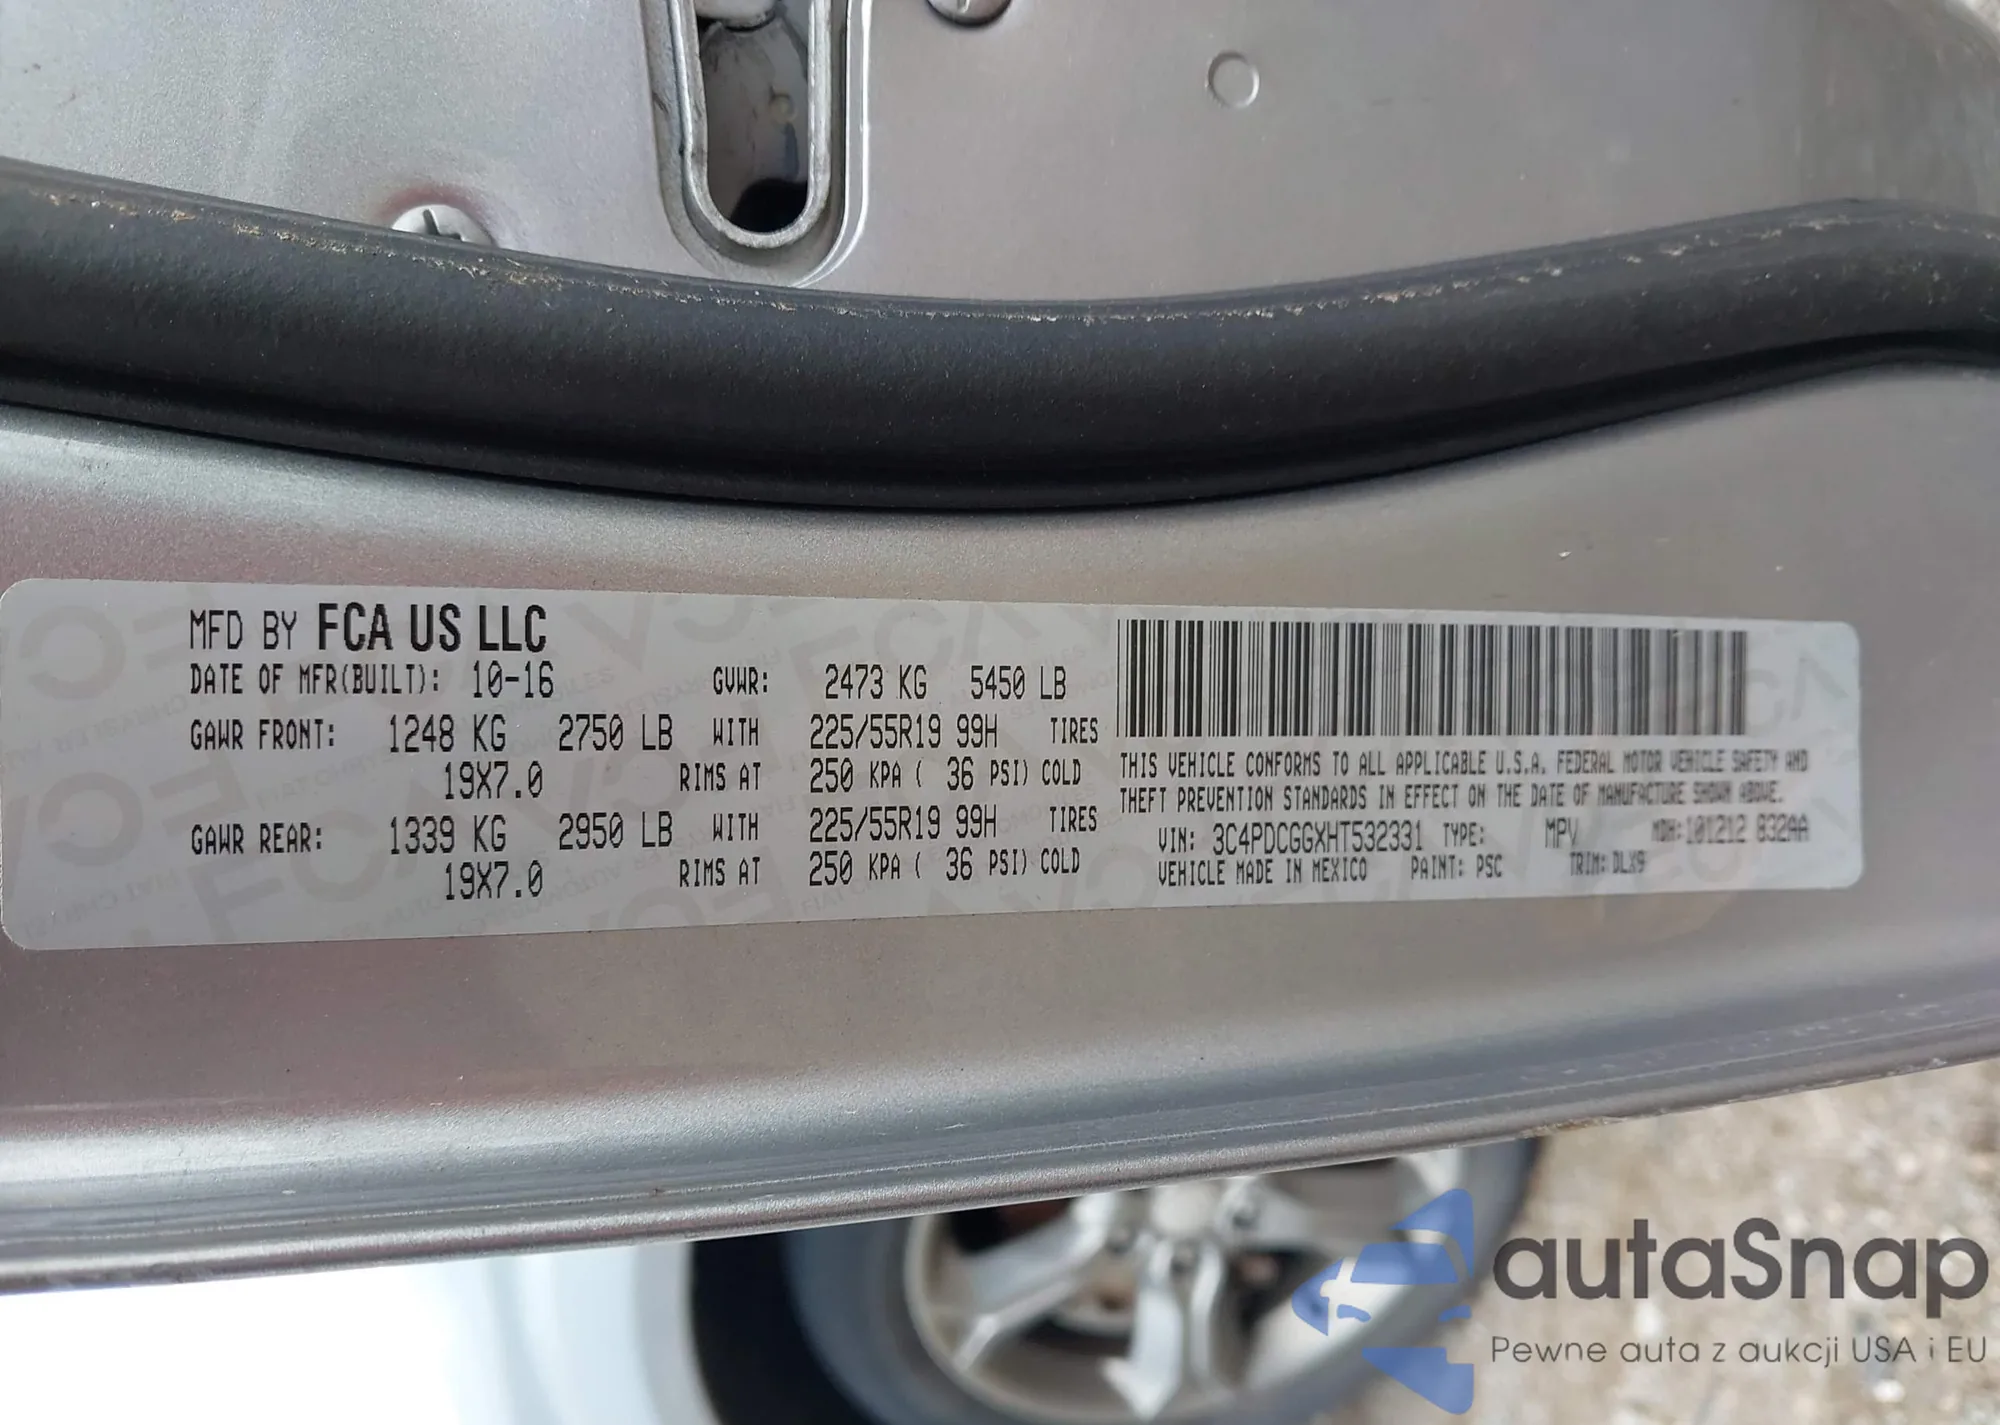 MFD BY FCA US LLC
DATE OF MFR(BUILT): 10-16 GVWR: 2473 KG 5450 LB
GAWR FRONT: 1248 KG 2750 LB WITH 225/55R19 99H TIRES
19X7.0 RIMS AT 250 KPA ( 36 PSI) COLD
GAWR REAR: 1339 KG 2950 LB WITH 225/55R19 99H TIRES
19X7.0 RIMS AT 250 KPA ( 36 PSI) COLD
THIS VEHICLE CONFORMS TO ALL APPLICABLE U.S.A. FEDERAL MOTOR VEHICLE SAFETY AND
THEFT PREVENTION STANDARDS IN EFFECT ON THE DATE OF MANUFACTURE SHOWN ABOVE.
VIN: 3C4PDCGGXHT532331 TYPE: MPV MDH: 101212 832AA
VEHICLE MADE IN MEXICO PAINT: PSC TRIM: DLX9
autoSnap
Pewne auta z aukcji USA i EU